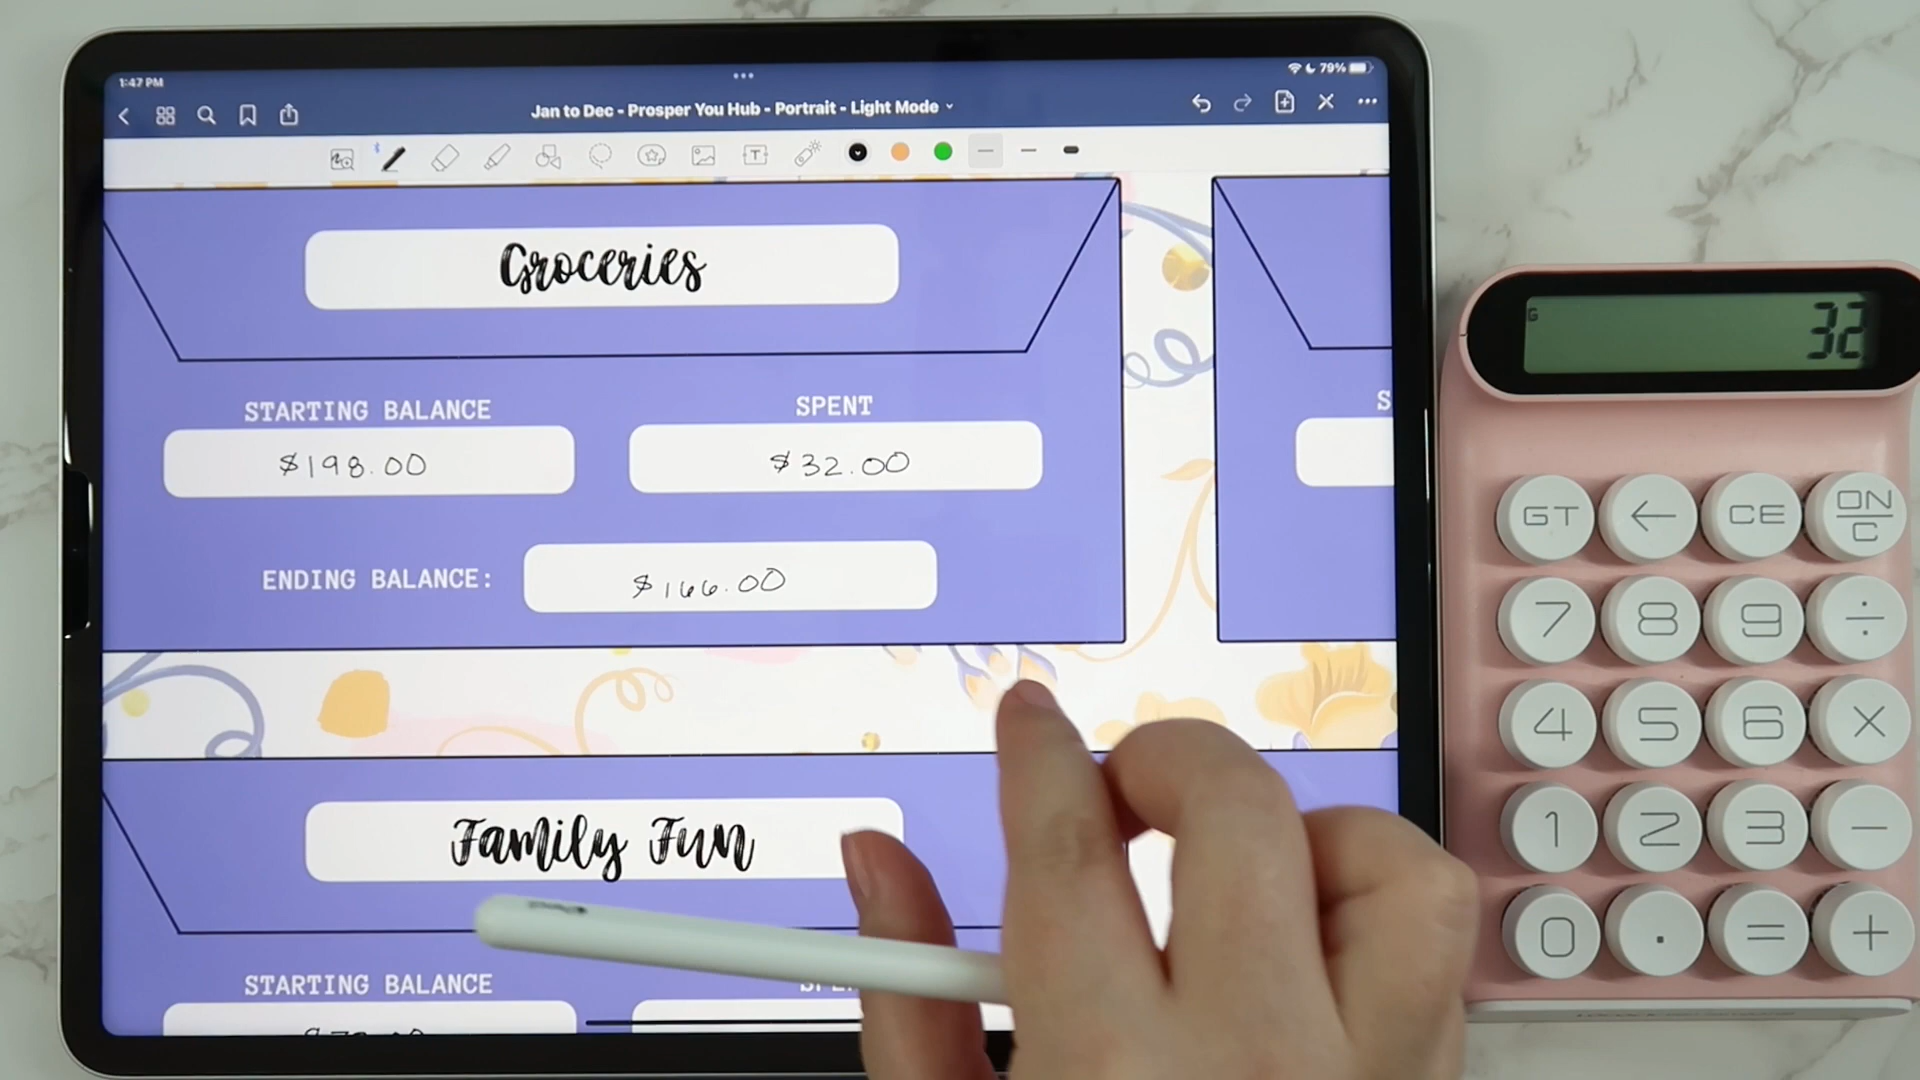 1:47 PM
79%
Jan to Dec - Prosper You Hub - Portrait - Light Mode
Groceries
STARTING BALANCE
SPENT
$198.00
$32.00
ENDING BALANCE:
$166.00
Family Fun
STARTING BALANCE
G
32
GT ← CE ON/C
7 8 9 ÷
4 5 6 ×
1 2 3 −
0 . = +